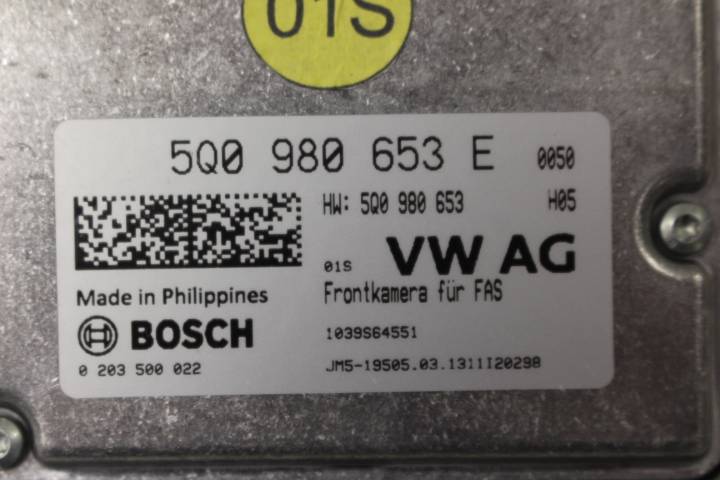 01S
5Q0 980 653 E 0050
HW: 5Q0 980 653 H05
01S VW AG
Made in Philippines
Frontkamera für FAS
BOSCH
1039S64551
0 203 500 022
JM5-19505.03.1311I20298